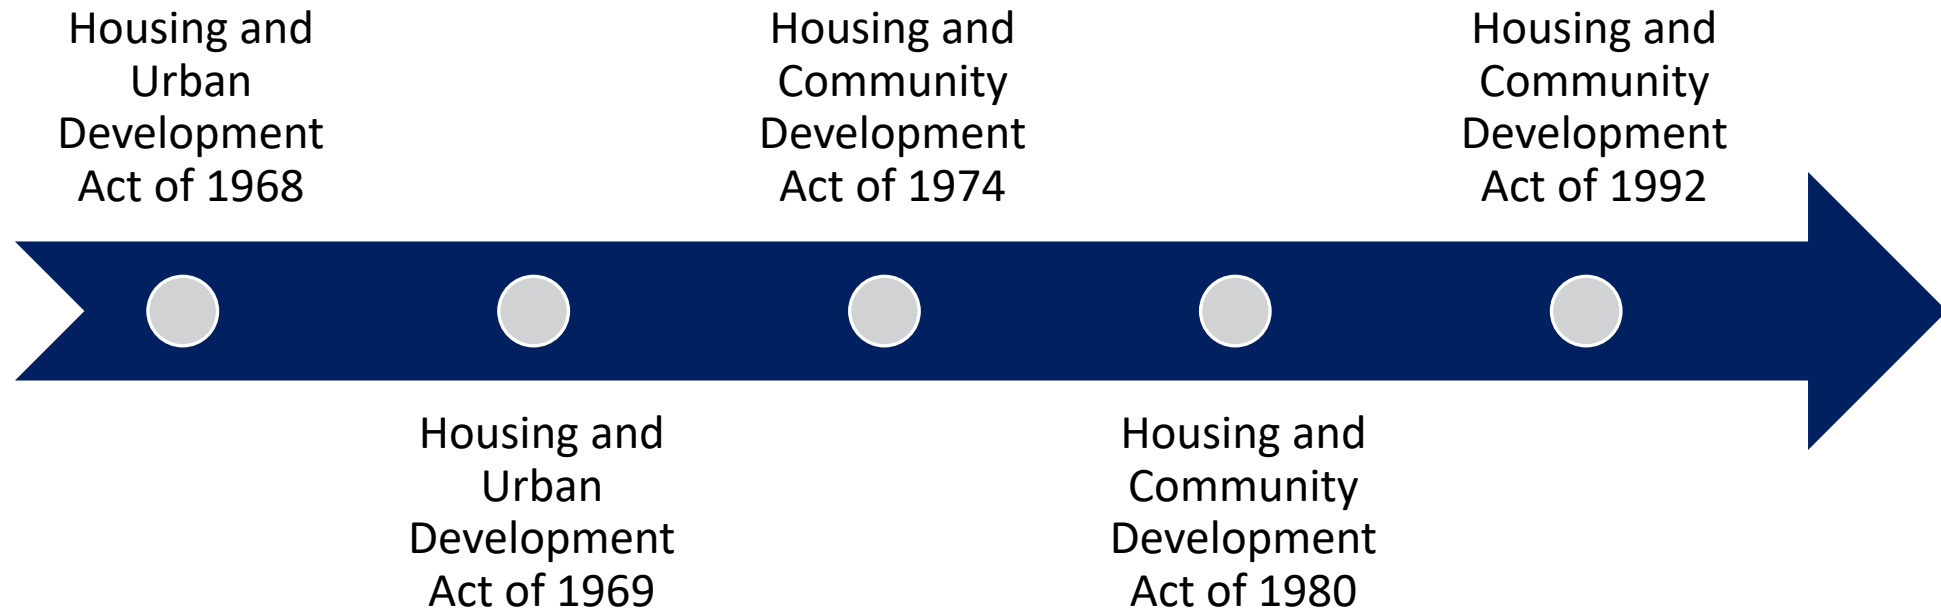 Housing and
Urban
Development
Act of 1968
Housing and
Urban
Development
Act of 1969
Housing and
Community
Development
Act of 1974
Housing and
Community
Development
Act of 1980
Housing and
Community
Development
Act of 1992